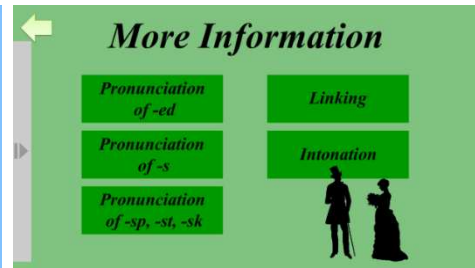 More Information
Pronunciation
of -ed
Pronunciation
of -s
Pronunciation
of -sp, -st, -sk
Linking
Intonation